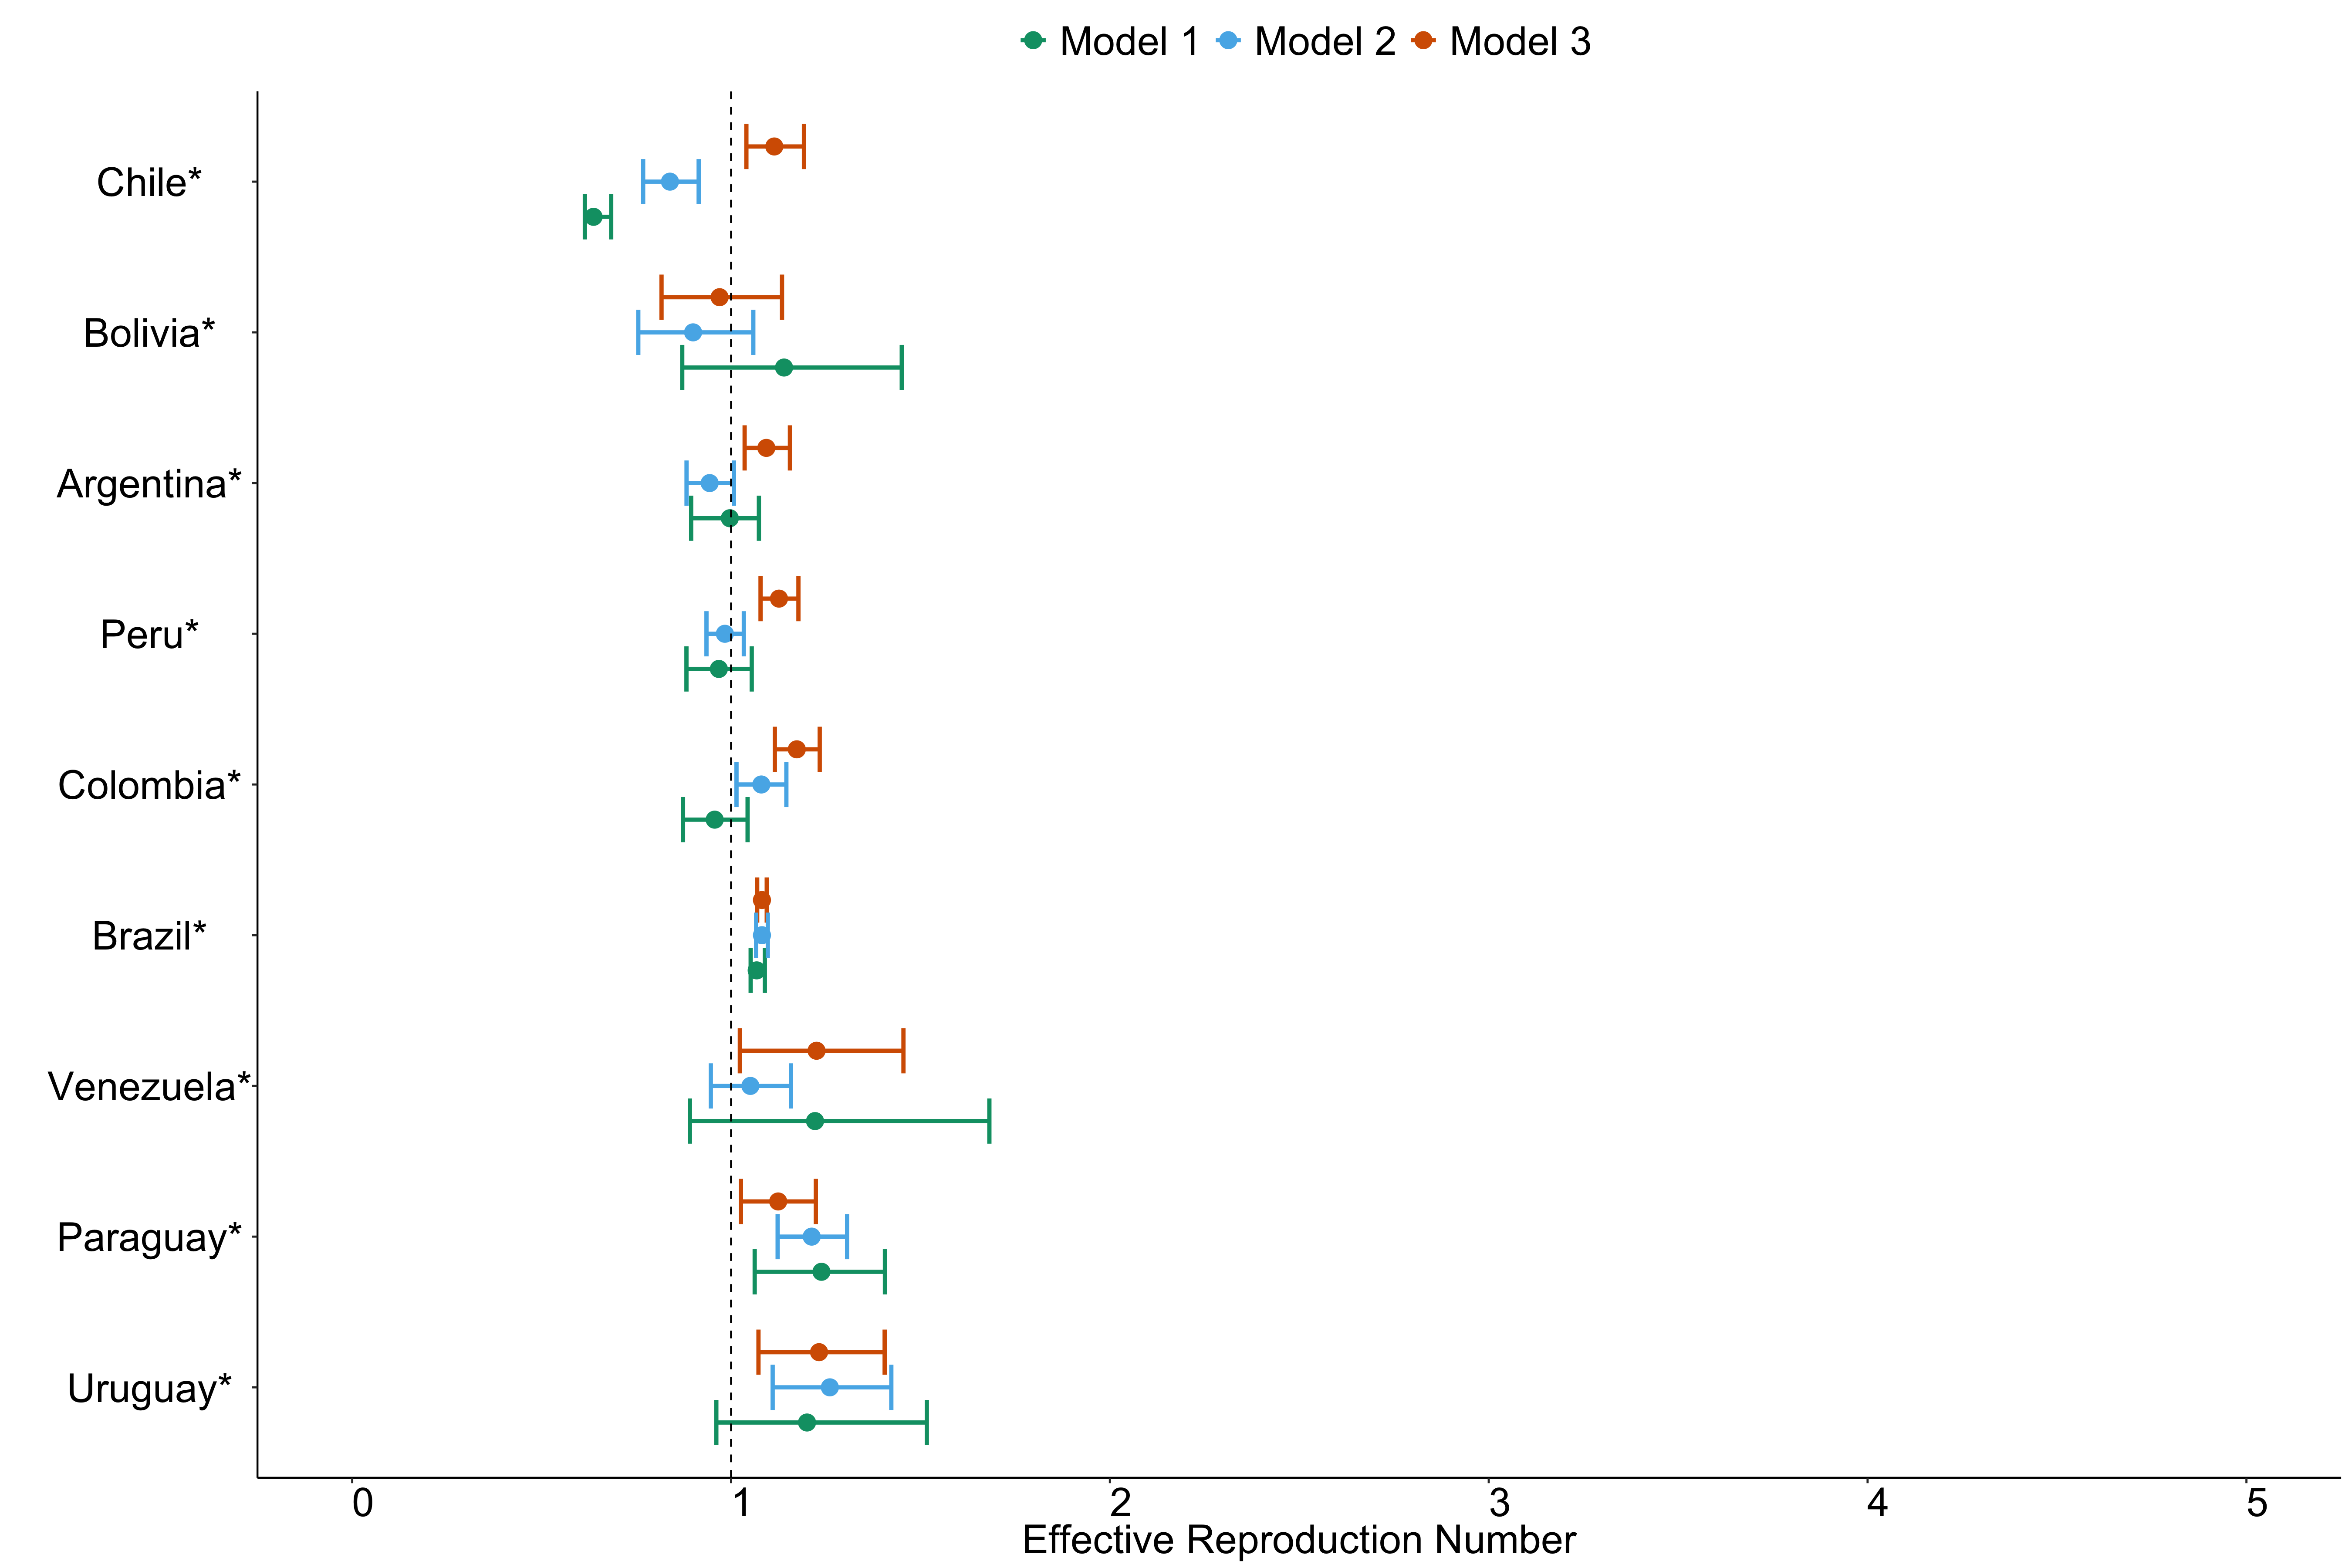 Model 1 Model 2 Model 3
Chile*
Bolivia*
Argentina*
Peru*
Colombia*
Brazil*
Venezuela*
Paraguay*
Uruguay*
0 1 2 3 4 5
Effective Reproduction Number